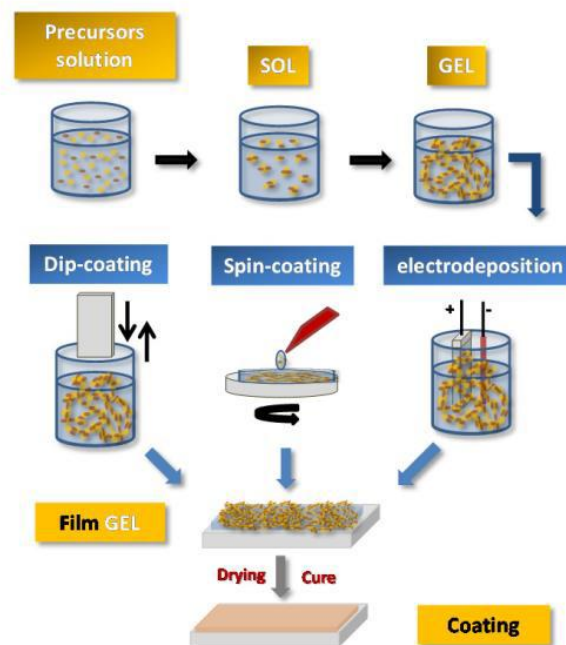 Precursors
solution
SOL
GEL
Dip-coating
Spin-coating
electrodeposition
+
-
Film GEL
Drying
Cure
Coating